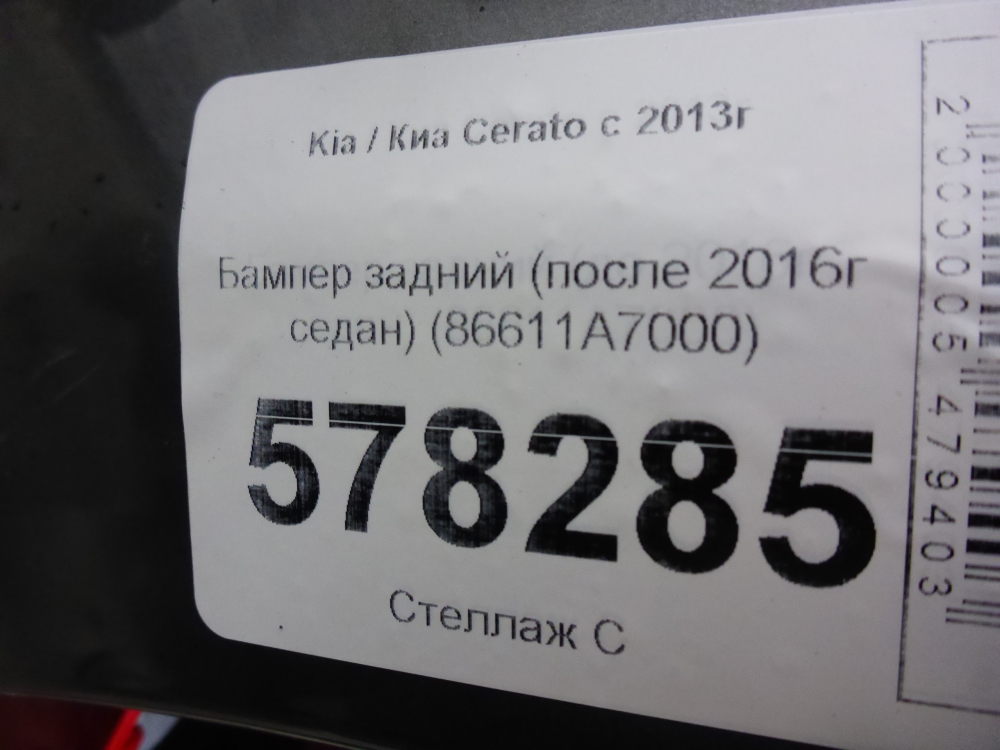 Kia / Киа Cerato с 2013г
Бампер задний (после 2016г
седан) (86611A7000)
578285
Стеллаж С
2000005479403